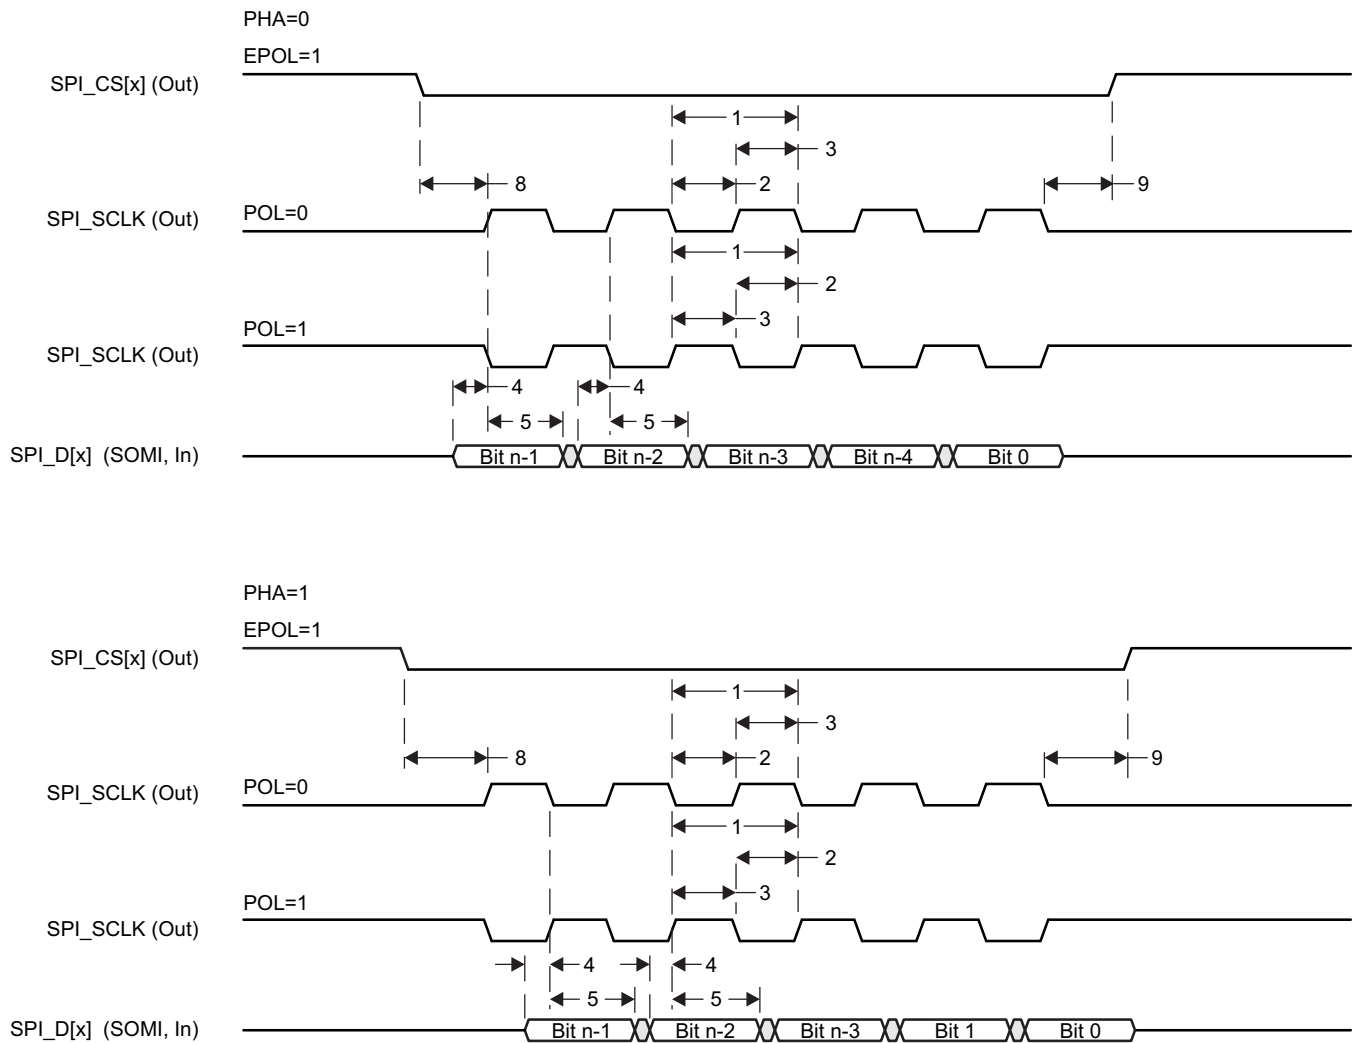 PHA=0
EPOL=1
SPI_CS[x] (Out)
1
3
8
2
9
SPI_SCLK (Out)
POL=0
1
2
3
POL=1
SPI_SCLK (Out)
4
4
5
5
SPI_D[x] (SOMI, In)
Bit n-1
Bit n-2
Bit n-3
Bit n-4
Bit 0
PHA=1
EPOL=1
SPI_CS[x] (Out)
1
3
8
2
9
SPI_SCLK (Out)
POL=0
1
2
3
POL=1
SPI_SCLK (Out)
4
4
5
5
SPI_D[x] (SOMI, In)
Bit n-1
Bit n-2
Bit n-3
Bit 1
Bit 0